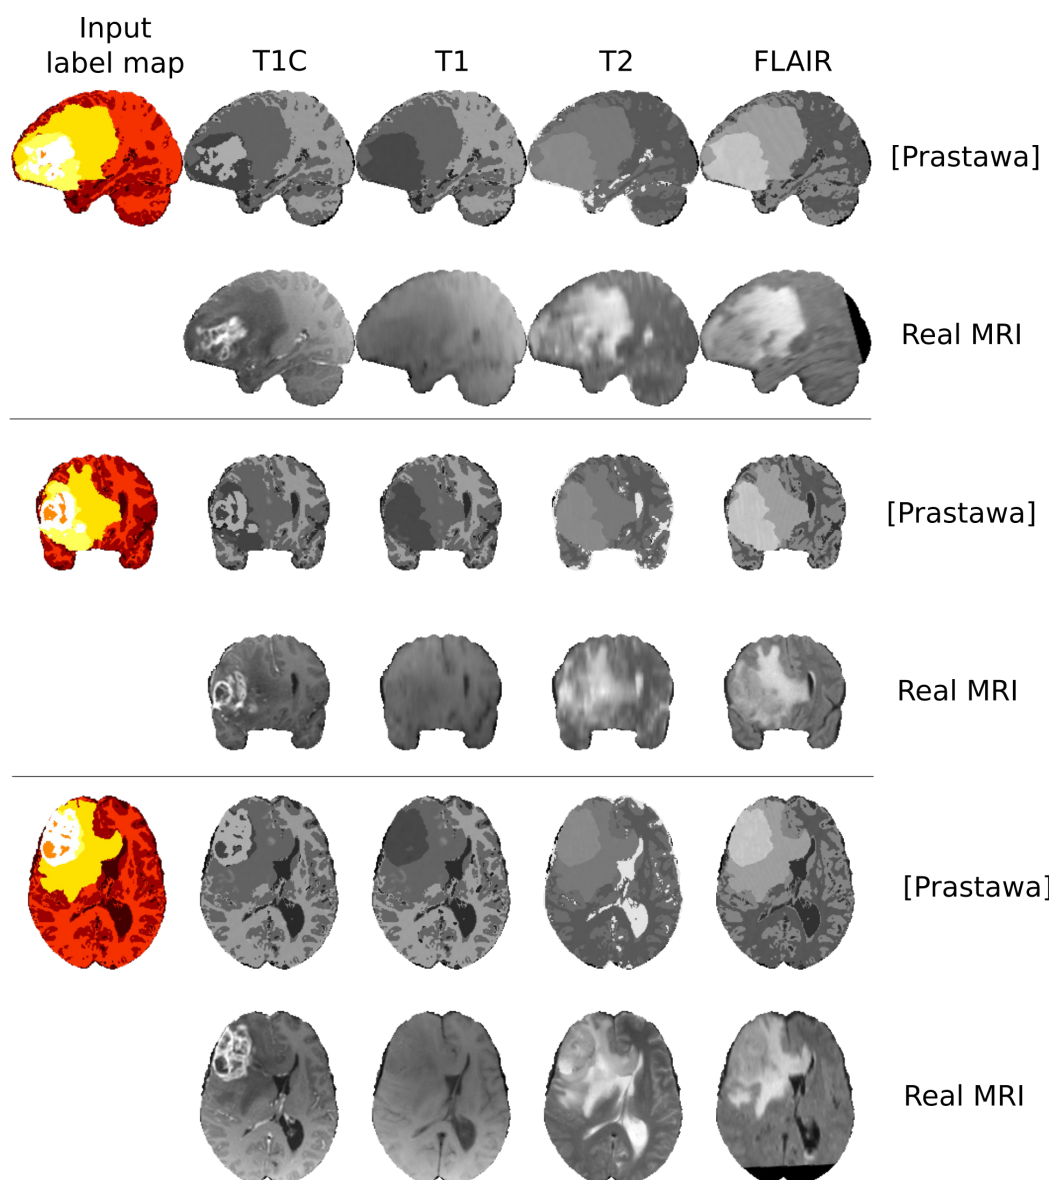 Input
label map
T1C
T1
T2
FLAIR
[Prastawa]
Real MRI
[Prastawa]
Real MRI
[Prastawa]
Real MRI